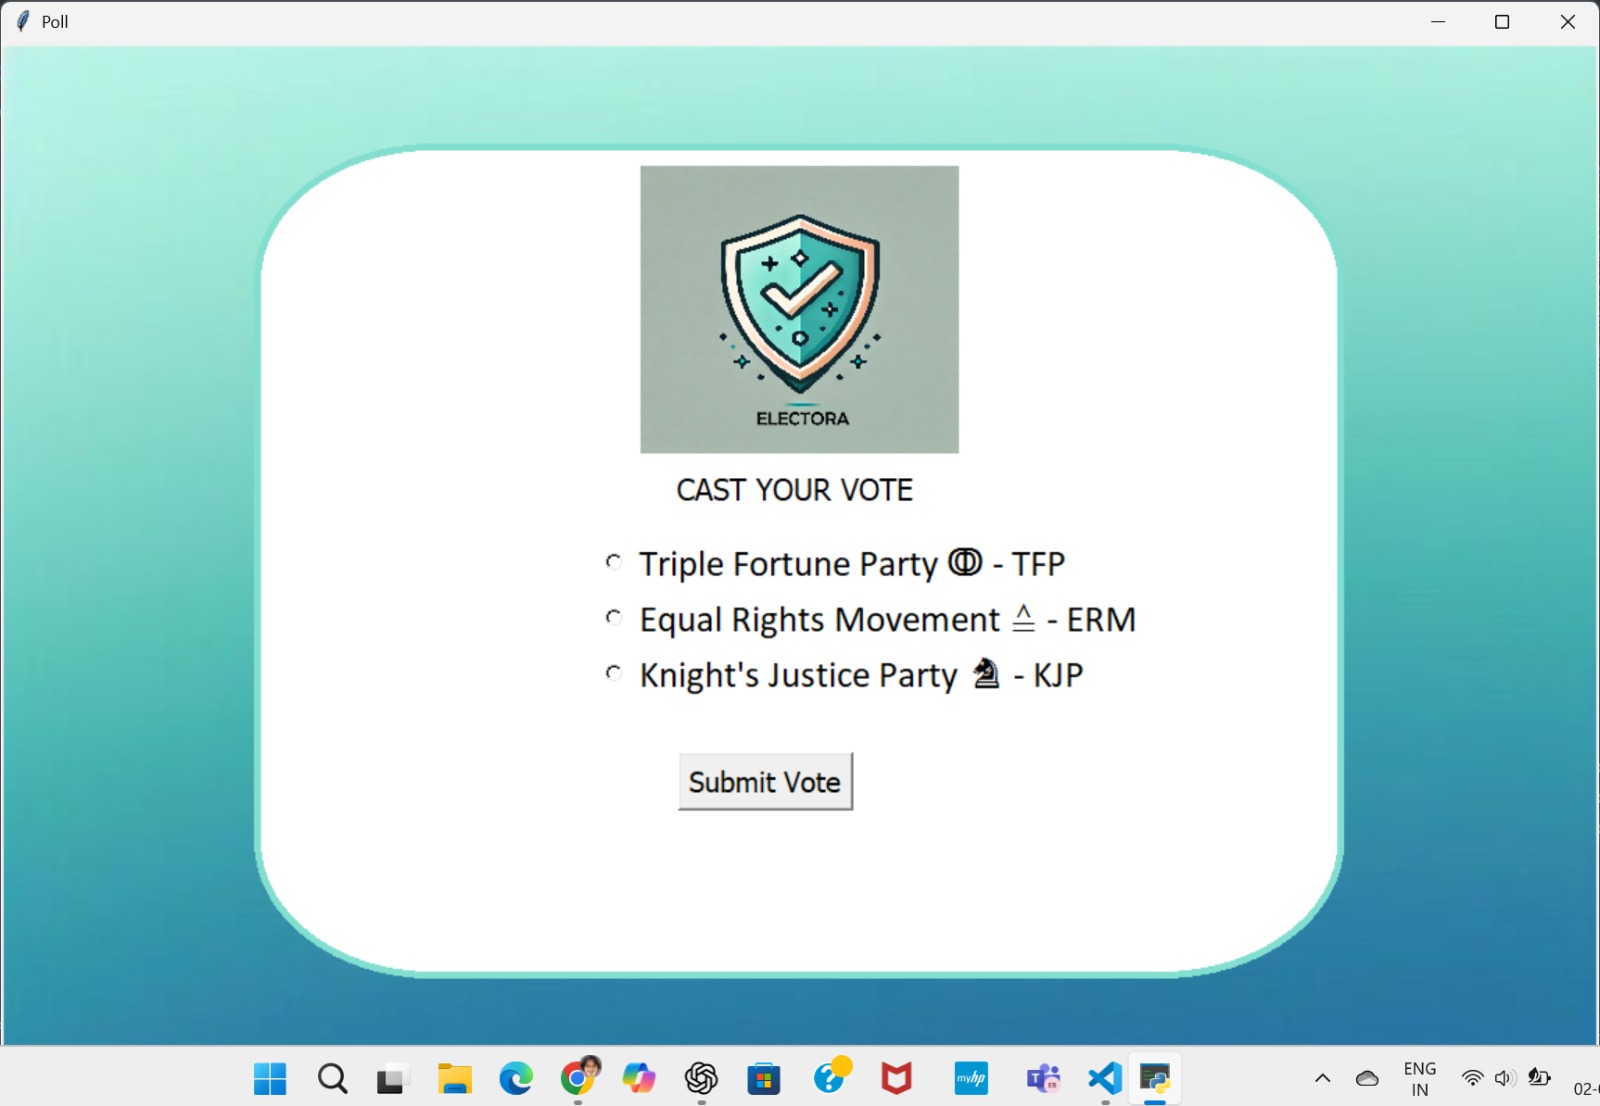 Poll
ELECTORA
CAST YOUR VOTE
Triple Fortune Party ↂ - TFP
Equal Rights Movement ≙ - ERM
Knight's Justice Party ♞ - KJP
Submit Vote
myhp
ENG
IN